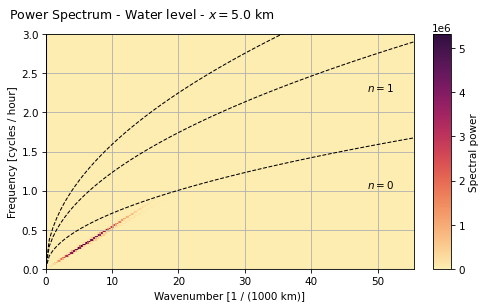 Power Spectrum - Water level - x = 5.0 km
1e6
3.0
2.5
2.0
1.5
1.0
0.5
0.0
Frequency [cycles / hour]
n = 1
n = 0
0
10
20
30
40
50
Wavenumber [1 / (1000 km)]
5
4
3
2
1
0
Spectral power